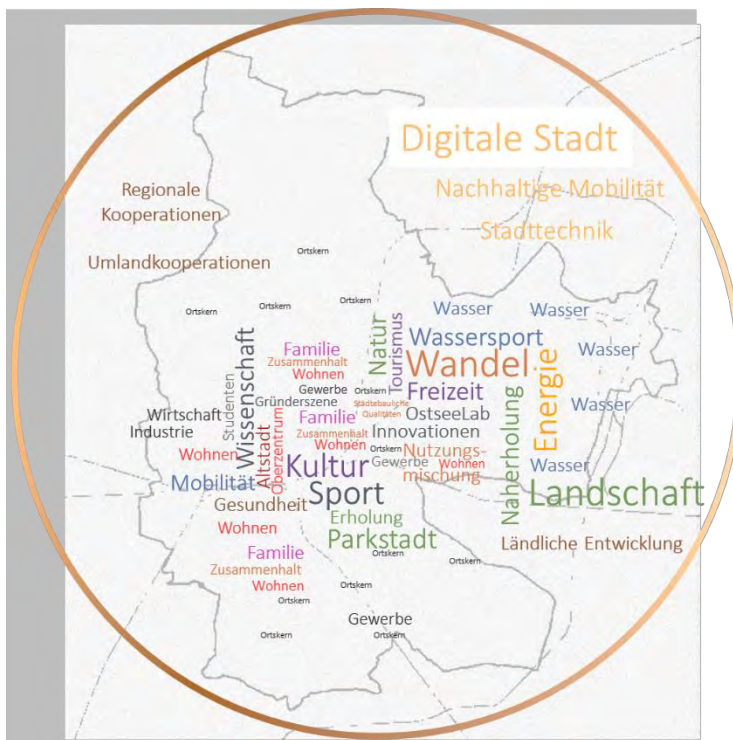 Digitale Stadt
Nachhaltige Mobilität
Stadttechnik
Regionale
Kooperationen
Umlandkooperationen
Ortskern
Ortskern
Ortskern
Ortskern
Wasser
Wasser
Wasser
Wasser
Wasser
Natur
Tourismus
Wassersport
Wandel
Freizeit
OstseeLab
Innovationen
Energie
Naherholung
Familie
Zusammenhalt
Wohnen
Gewerbe
Ortskern
Gründerszene
Städtebauliche
Qualitäten
Studenten
Wissenschaft
Wirtschaft
Industrie
Altstadt
Oberzentrum
Familie
Zusammenhalt
Wohnen
Ortskern
Nutzungs-
mischung
Gewerbe
Wohnen
Wohnen
Mobilität
Kultur
Sport
Landschaft
Gesundheit
Erholung
Parkstadt
Wohnen
Ländliche Entwicklung
Familie
Zusammenhalt
Wohnen
Ortskern
Ortskern
Ortskern
Ortskern
Gewerbe
Ortskern
Ortskern